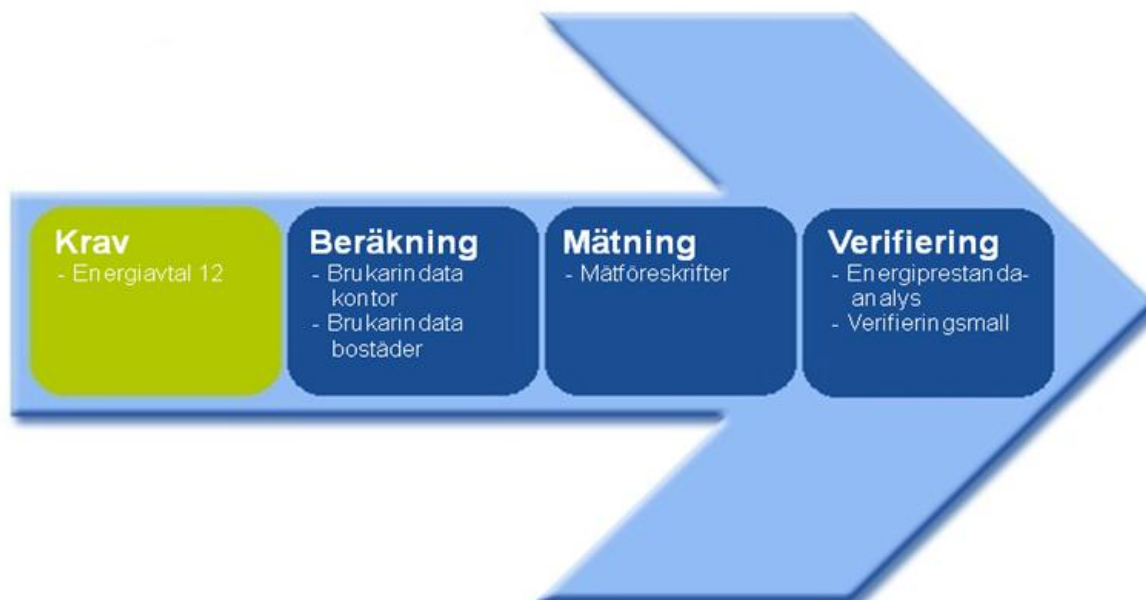 Krav
- Energiavtal 12
Beräkning
- Brukarindata
kontor
- Brukarindata
bostäder
Mätning
- Mätföreskrifter
Verifiering
- Energiprestanda-
analys
- Verifieringsmall